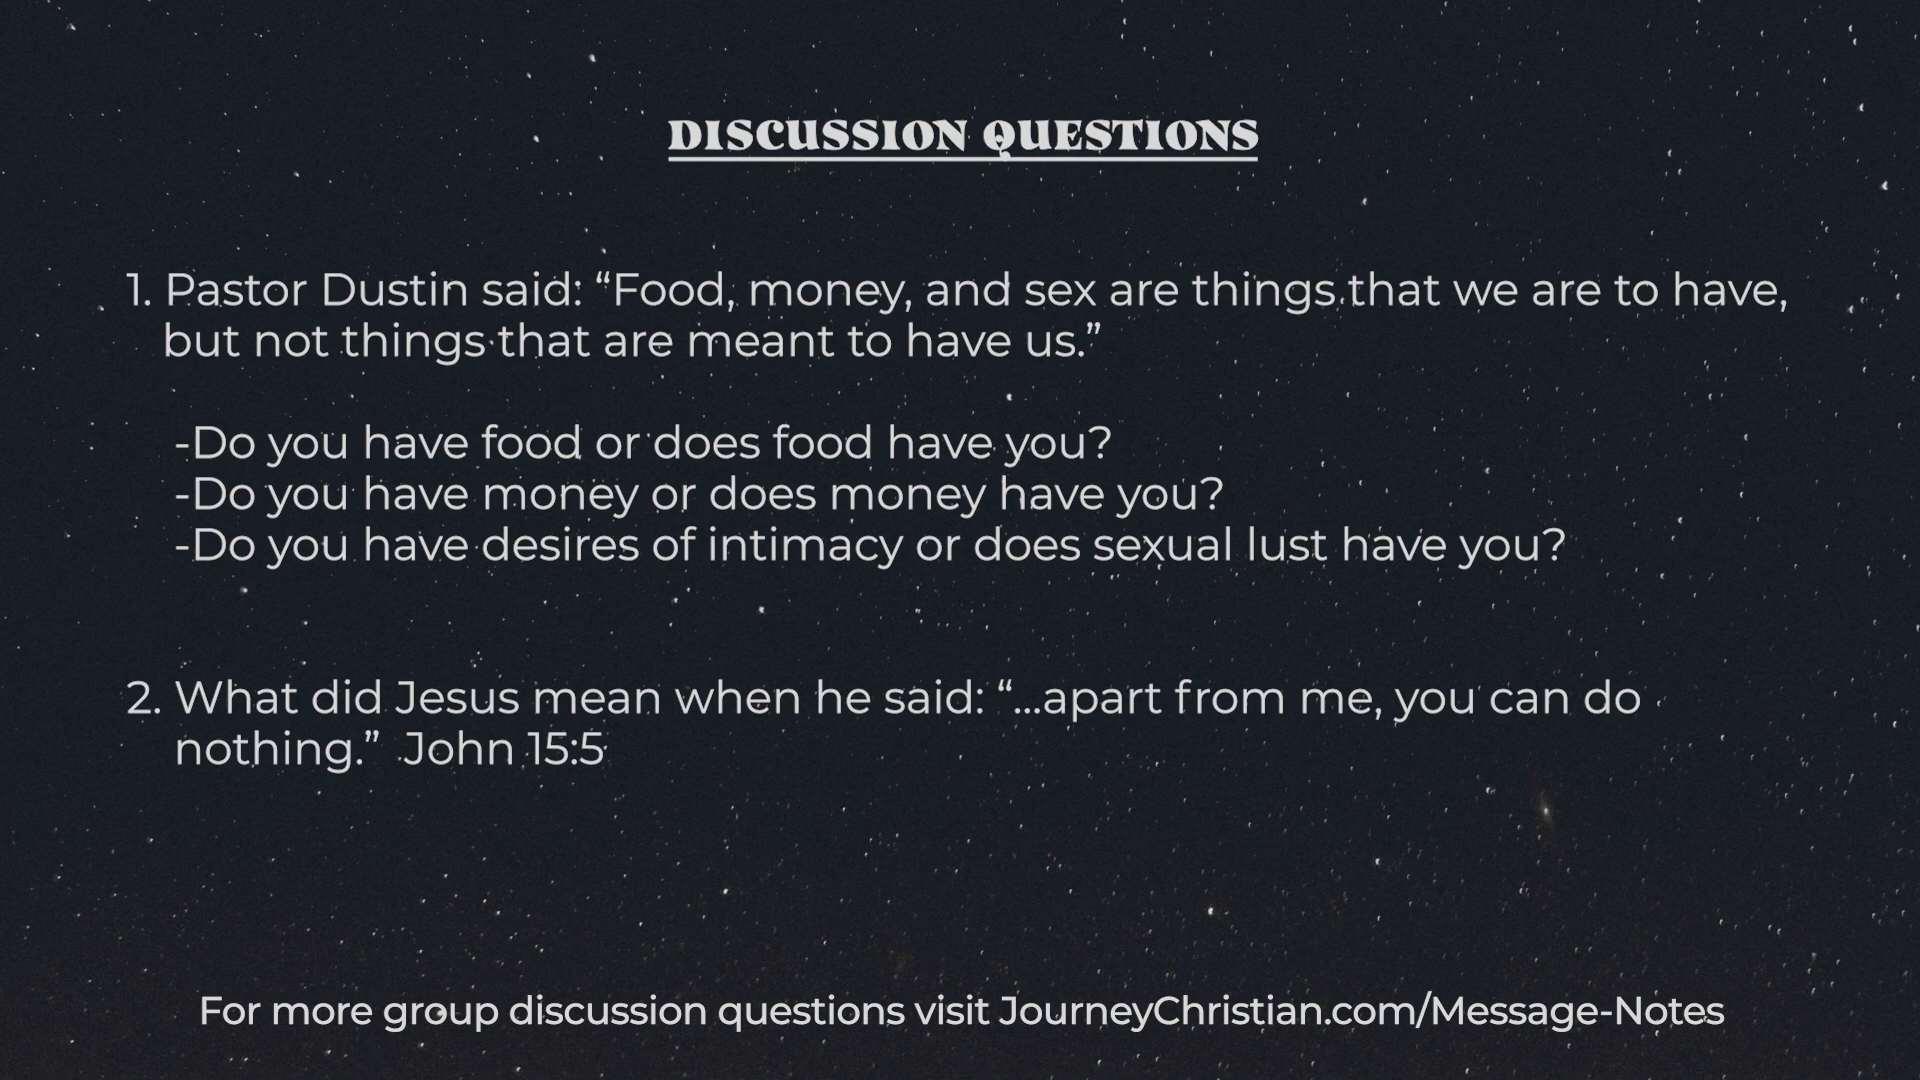 DISCUSSION QUESTIONS
1. Pastor Dustin said: “Food, money, and sex are things that we are to have,
but not things that are meant to have us.”
-Do you have food or does food have you?
-Do you have money or does money have you?
-Do you have desires of intimacy or does sexual lust have you?
2. What did Jesus mean when he said: “...apart from me, you can do
nothing.” John 15:5
For more group discussion questions visit JourneyChristian.com/Message-Notes